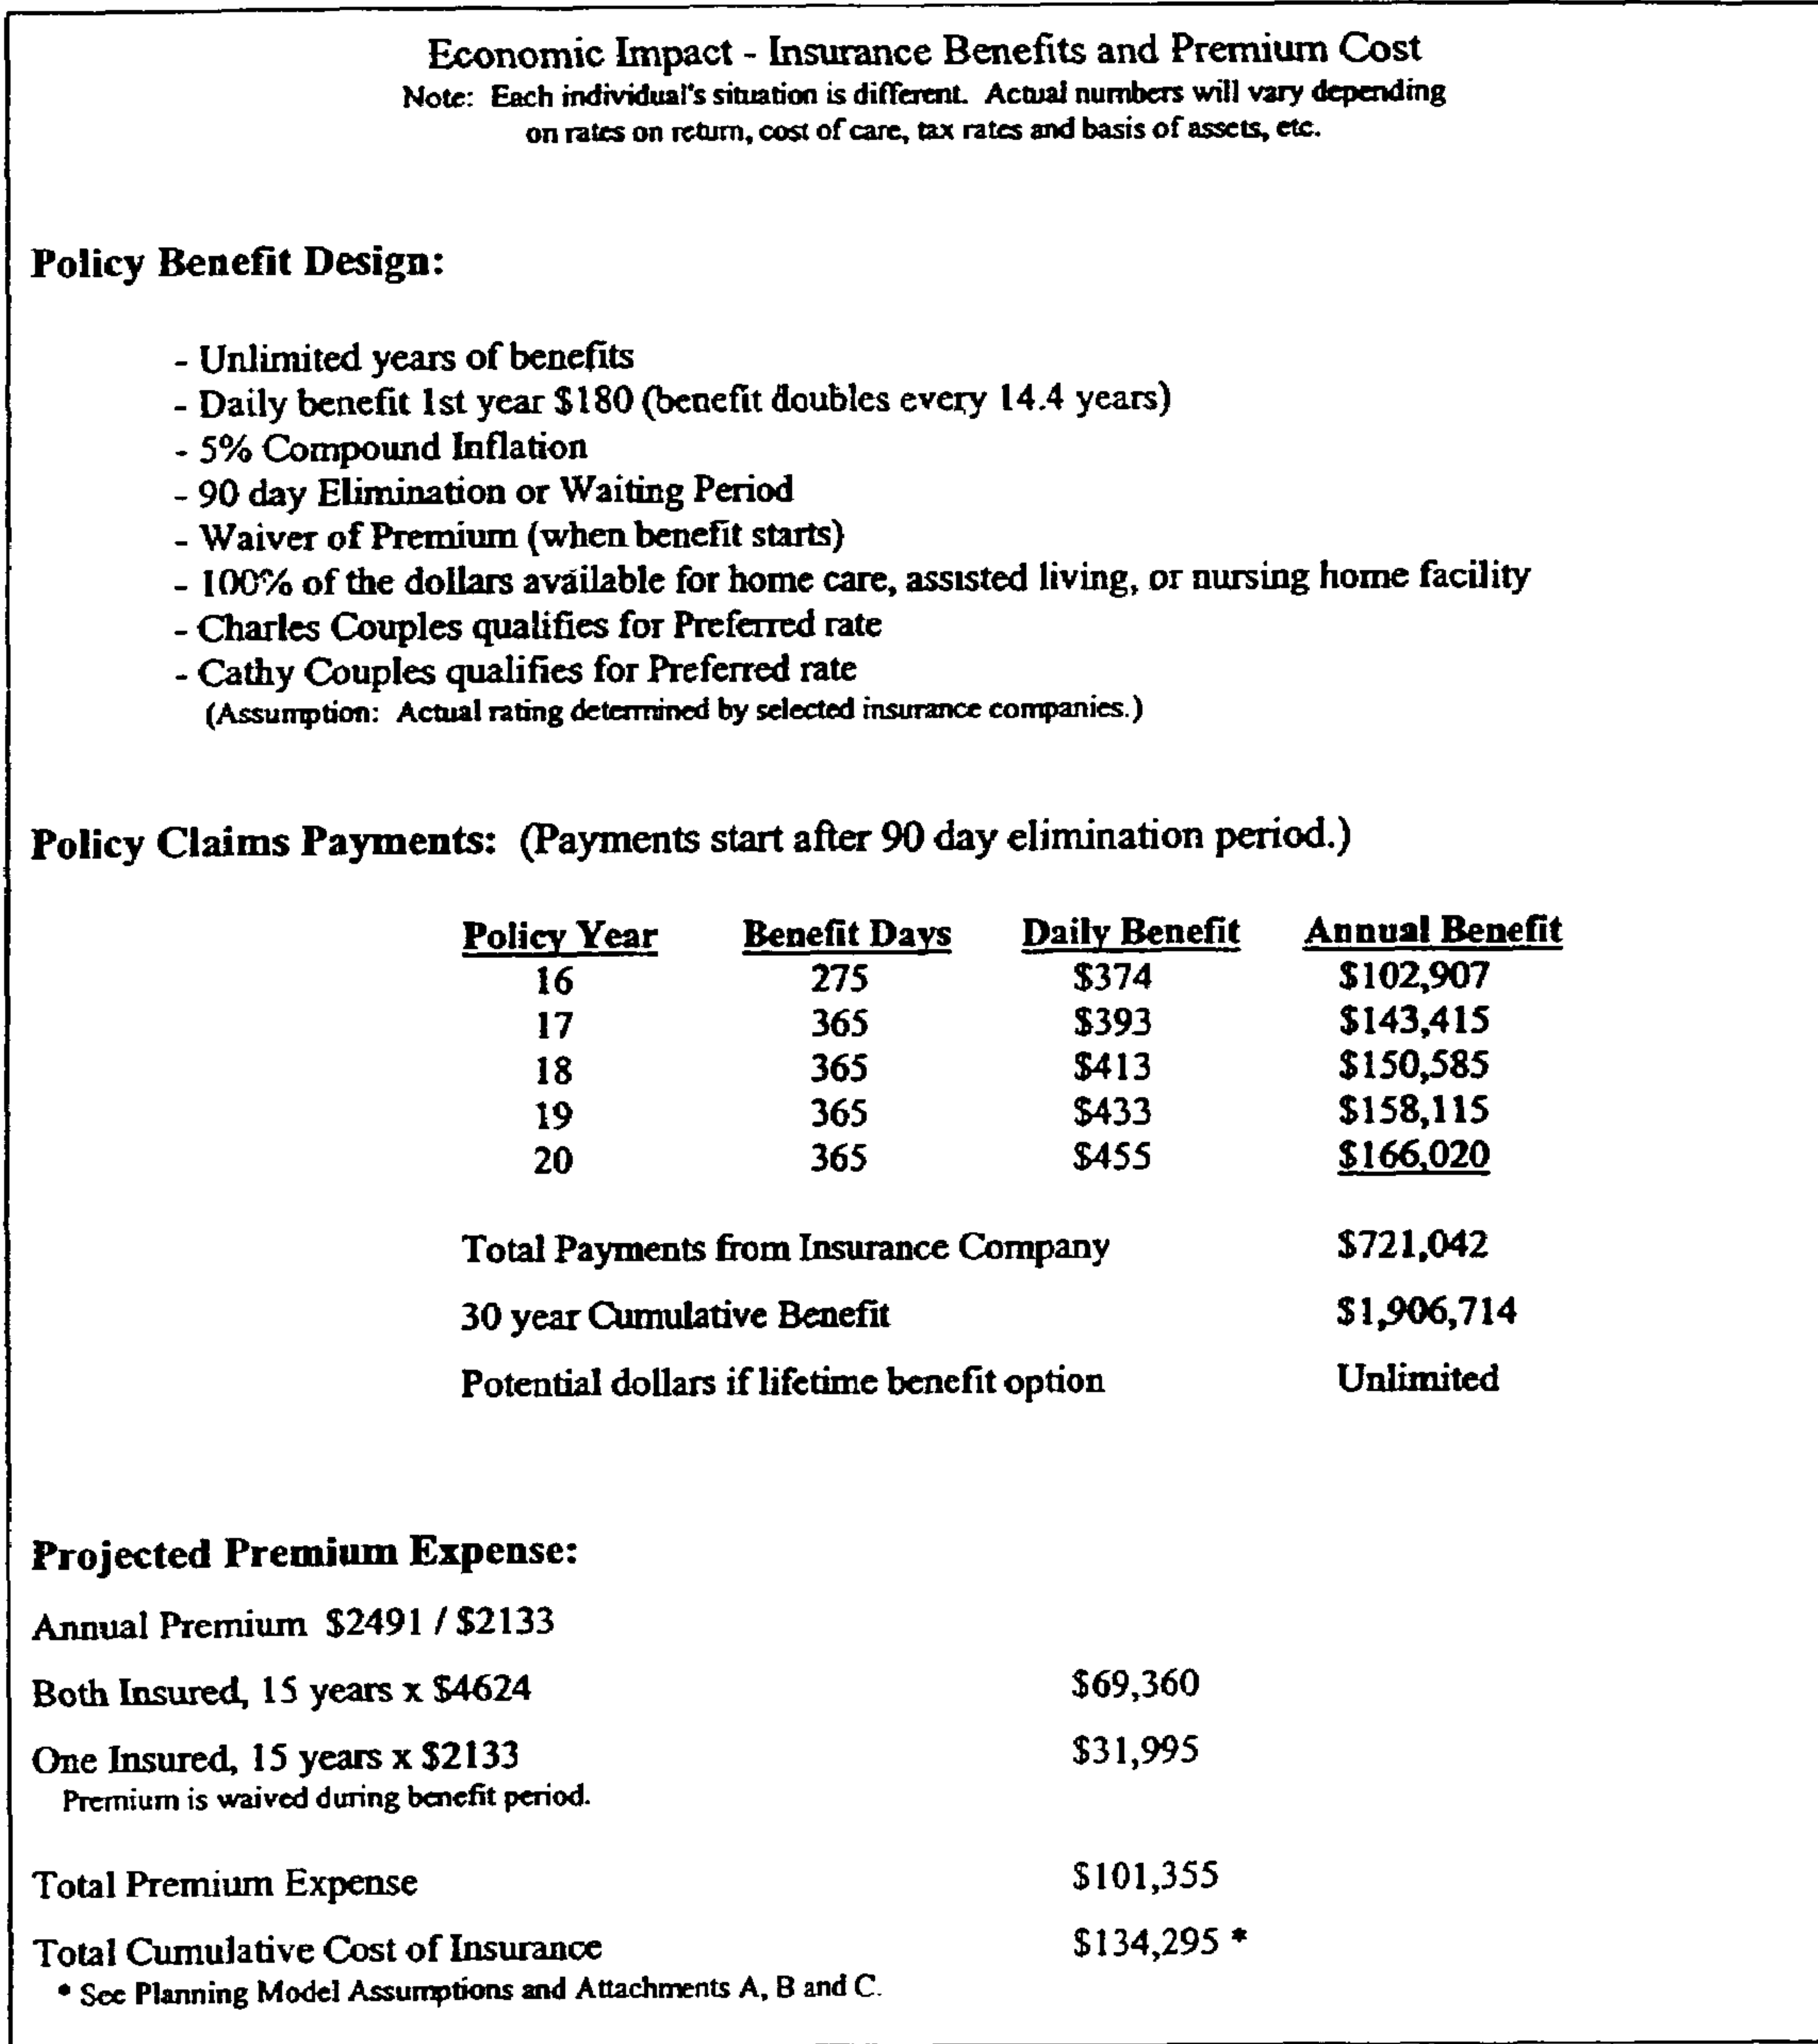 Economic Impact - Insurance Benefits and Premium Cost
Note: Each individual's situation is different. Actual numbers will vary depending
on rates on return, cost of care, tax rates and basis of assets, etc.
Policy Benefit Design:
- Unlimited years of benefits
- Daily benefit 1st year $180 (benefit doubles every 14.4 years)
- 5% Compound Inflation
- 90 day Elimination or Waiting Period
- Waiver of Premium (when benefit starts)
- 100% of the dollars available for home care, assisted living, or nursing home facility
- Charles Couples qualifies for Preferred rate
- Cathy Couples qualifies for Preferred rate
(Assumption: Actual rating determined by selected insurance companies.)
Policy Claims Payments: (Payments start after 90 day elimination period.)
Policy Year Benefit Days Daily Benefit Annual Benefit
16 275 $374 $102,907
17 365 $393 $143,415
18 365 $413 $150,585
19 365 $433 $158,115
20 365 $455 $166,020
Total Payments from Insurance Company $721,042
30 year Cumulative Benefit $1,906,714
Potential dollars if lifetime benefit option Unlimited
Projected Premium Expense:
Annual Premium $2491 / $2133
Both Insured, 15 years x $4624 $69,360
One Insured, 15 years x $2133 $31,995
Premium is waived during benefit period.
Total Premium Expense $101,355
Total Cumulative Cost of Insurance $134,295 *
* See Planning Model Assumptions and Attachments A, B and C.